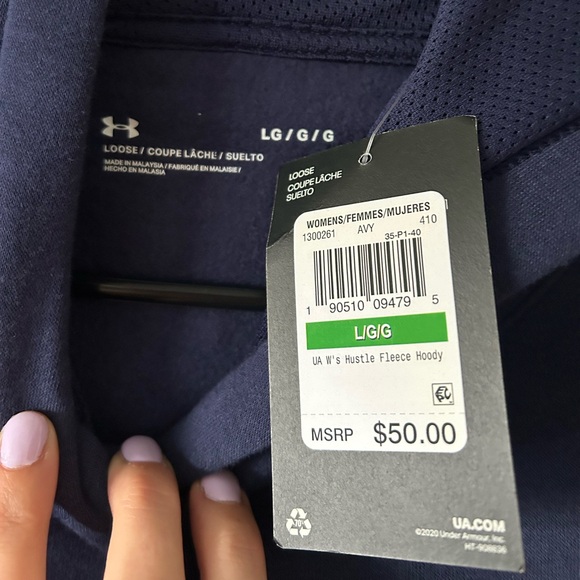 LG / G / G
LOOSE / COUPE LÂCHE / SUELTO
MADE IN MALAYSIA / FABRIQUÉ EN MALAISIE /
HECHO EN MALASIA
LOOSE
COUPE LÂCHE
SUELTO
WOMENS/FEMMES/MUJERES
1300261 AVY 410
35-P1-40
1 90510 09479 5
L/G/G
UA W's Hustle Fleece Hoody
MSRP $50.00
70%
UA.COM
©2020 Under Armour, Inc.